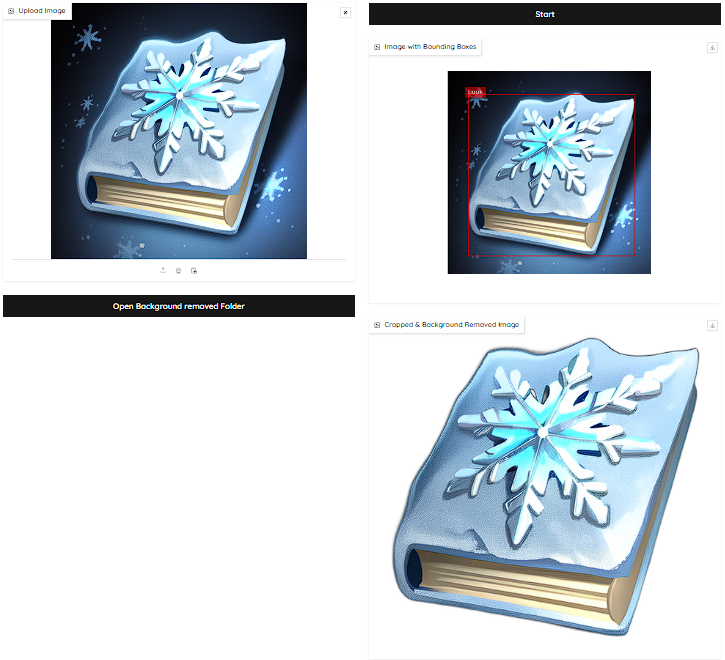 Upload Image
Open Background removed Folder
Start
Image with Bounding Boxes
book
Cropped & Background Removed Image